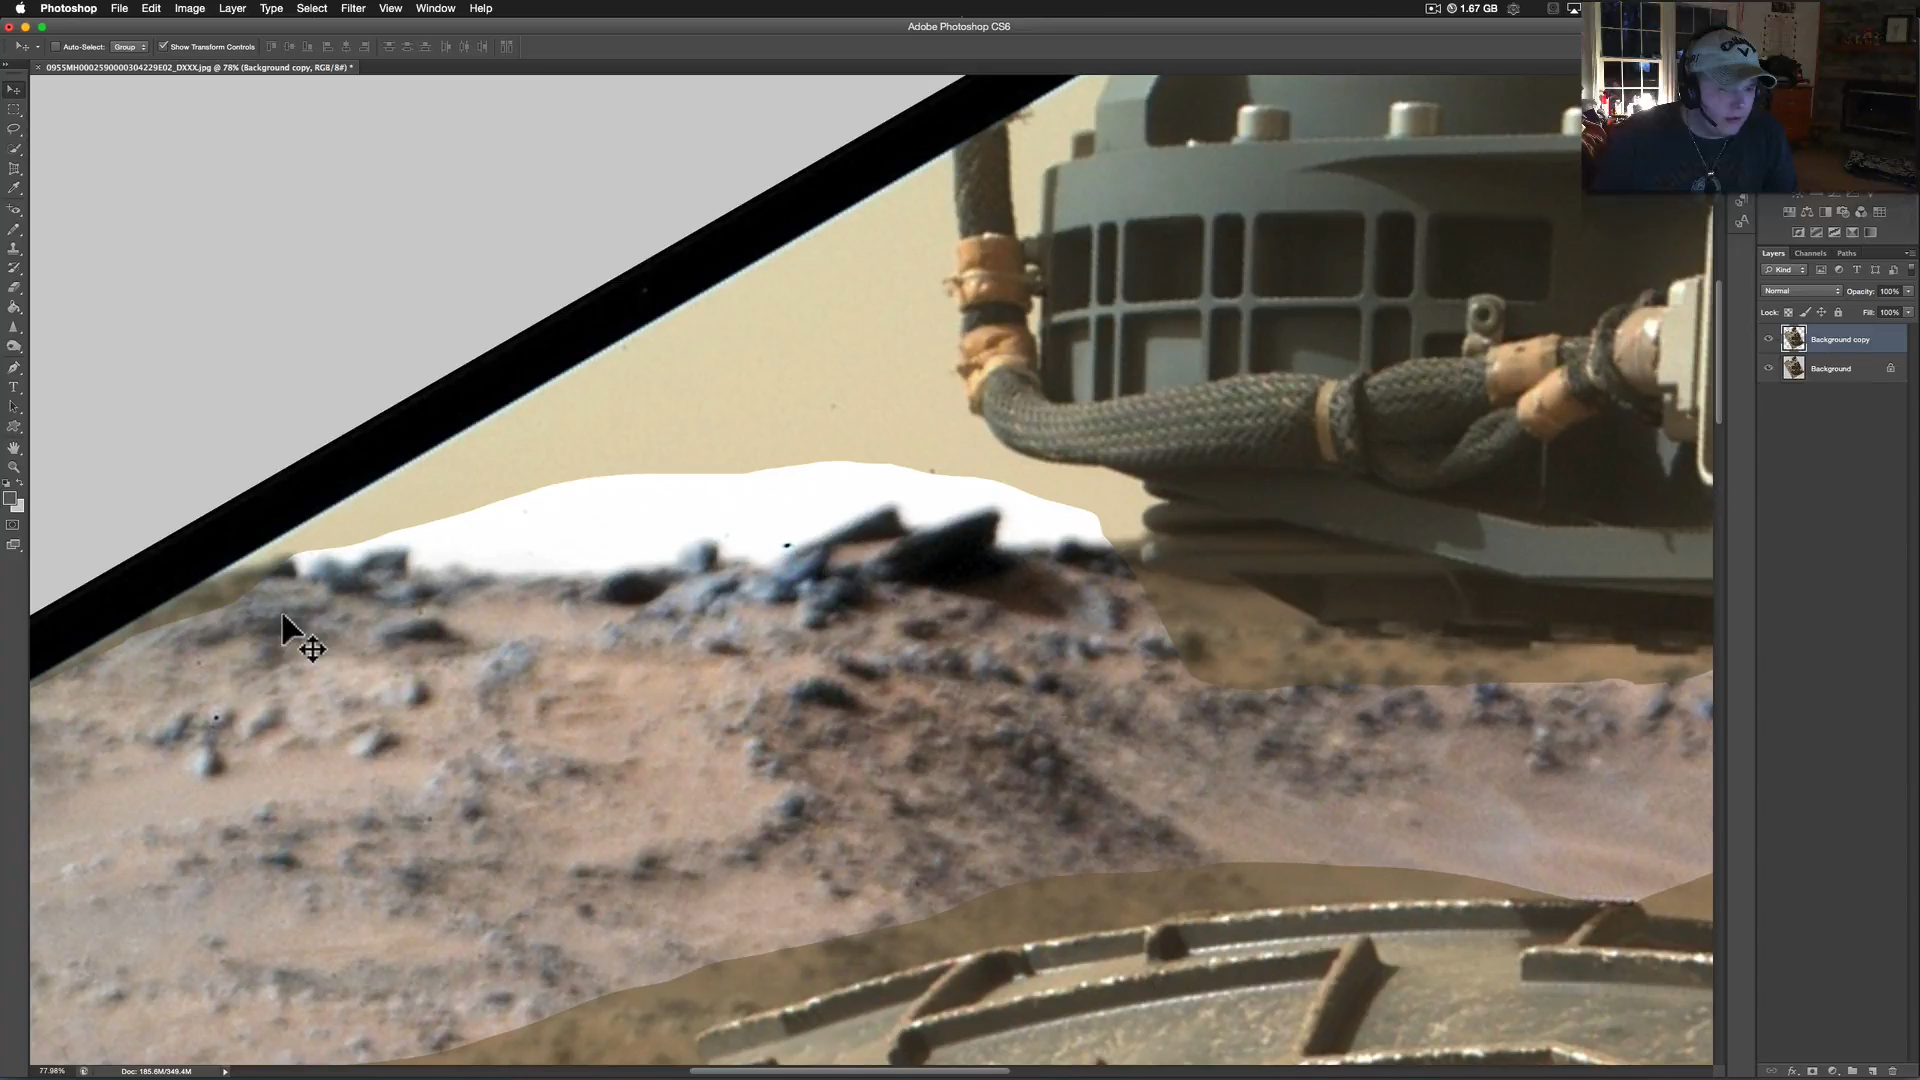 Photoshop File Edit Image Layer Type Select Filter View Window Help
1.67 GB
Adobe Photoshop CS6
Auto-Select: Group Show Transform Controls
0955MH0002590000304229E02_DXXX.jpg @ 78% (Background copy, RGB/8#) *
Layers Channels Paths
Kind
Normal Opacity: 100%
Lock: Fill: 100%
Background copy
Background
77.98% Doc: 185.6M/349.4M